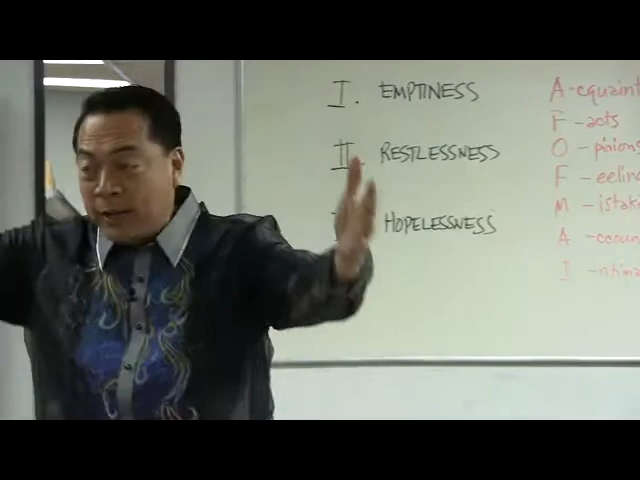 I. EMPTINESS
II. RESTLESSNESS
HOPELESSNESS
A-cquaint
F-acts
O-pinions
F-eeling
M-istak
A-ccoun
I-ntima